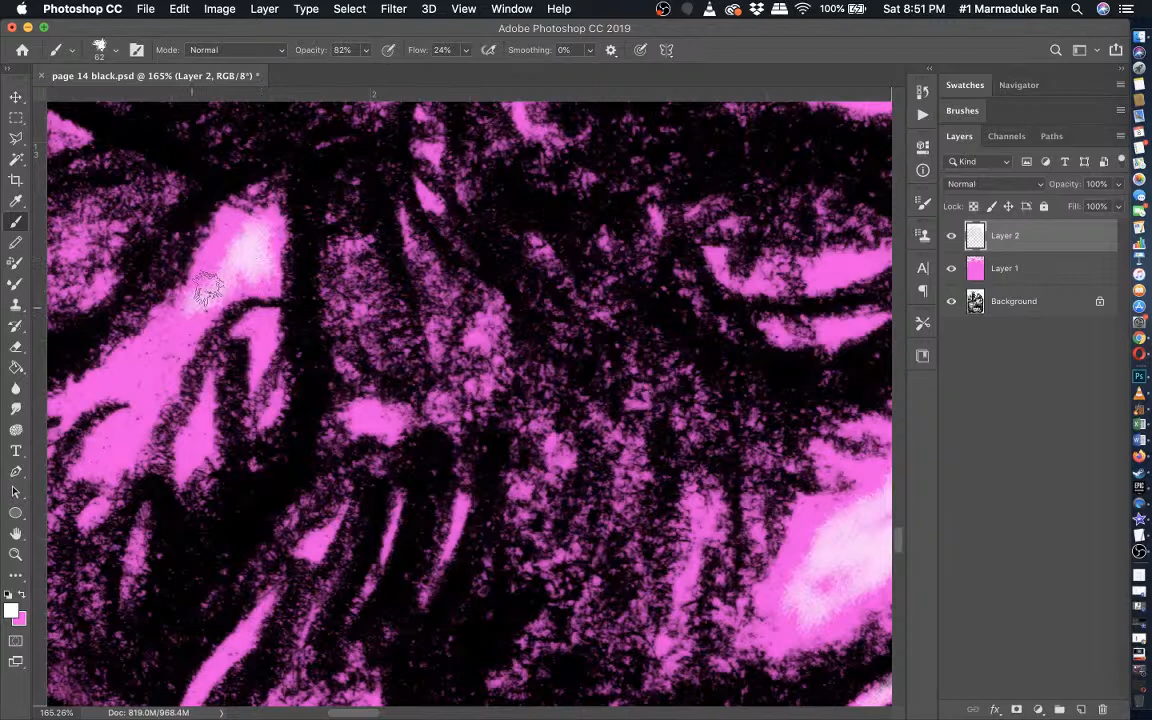 Photoshop CC File Edit Image Layer Type Select Filter 3D View Window Help 100% Sat 8:51 PM #1 Marmaduke Fan
Adobe Photoshop CC 2019
62 Mode: Normal Opacity: 82% Flow: 24% Smoothing: 0%
× page 14 black.psd @ 165% (Layer 2, RGB/8*) *
Swatches Navigator
Brushes
Layers Channels Paths
Kind
Normal Opacity: 100%
Lock: Fill: 100%
Layer 2
Layer 1
Background
165.26% Doc: 819.0M/968.4M